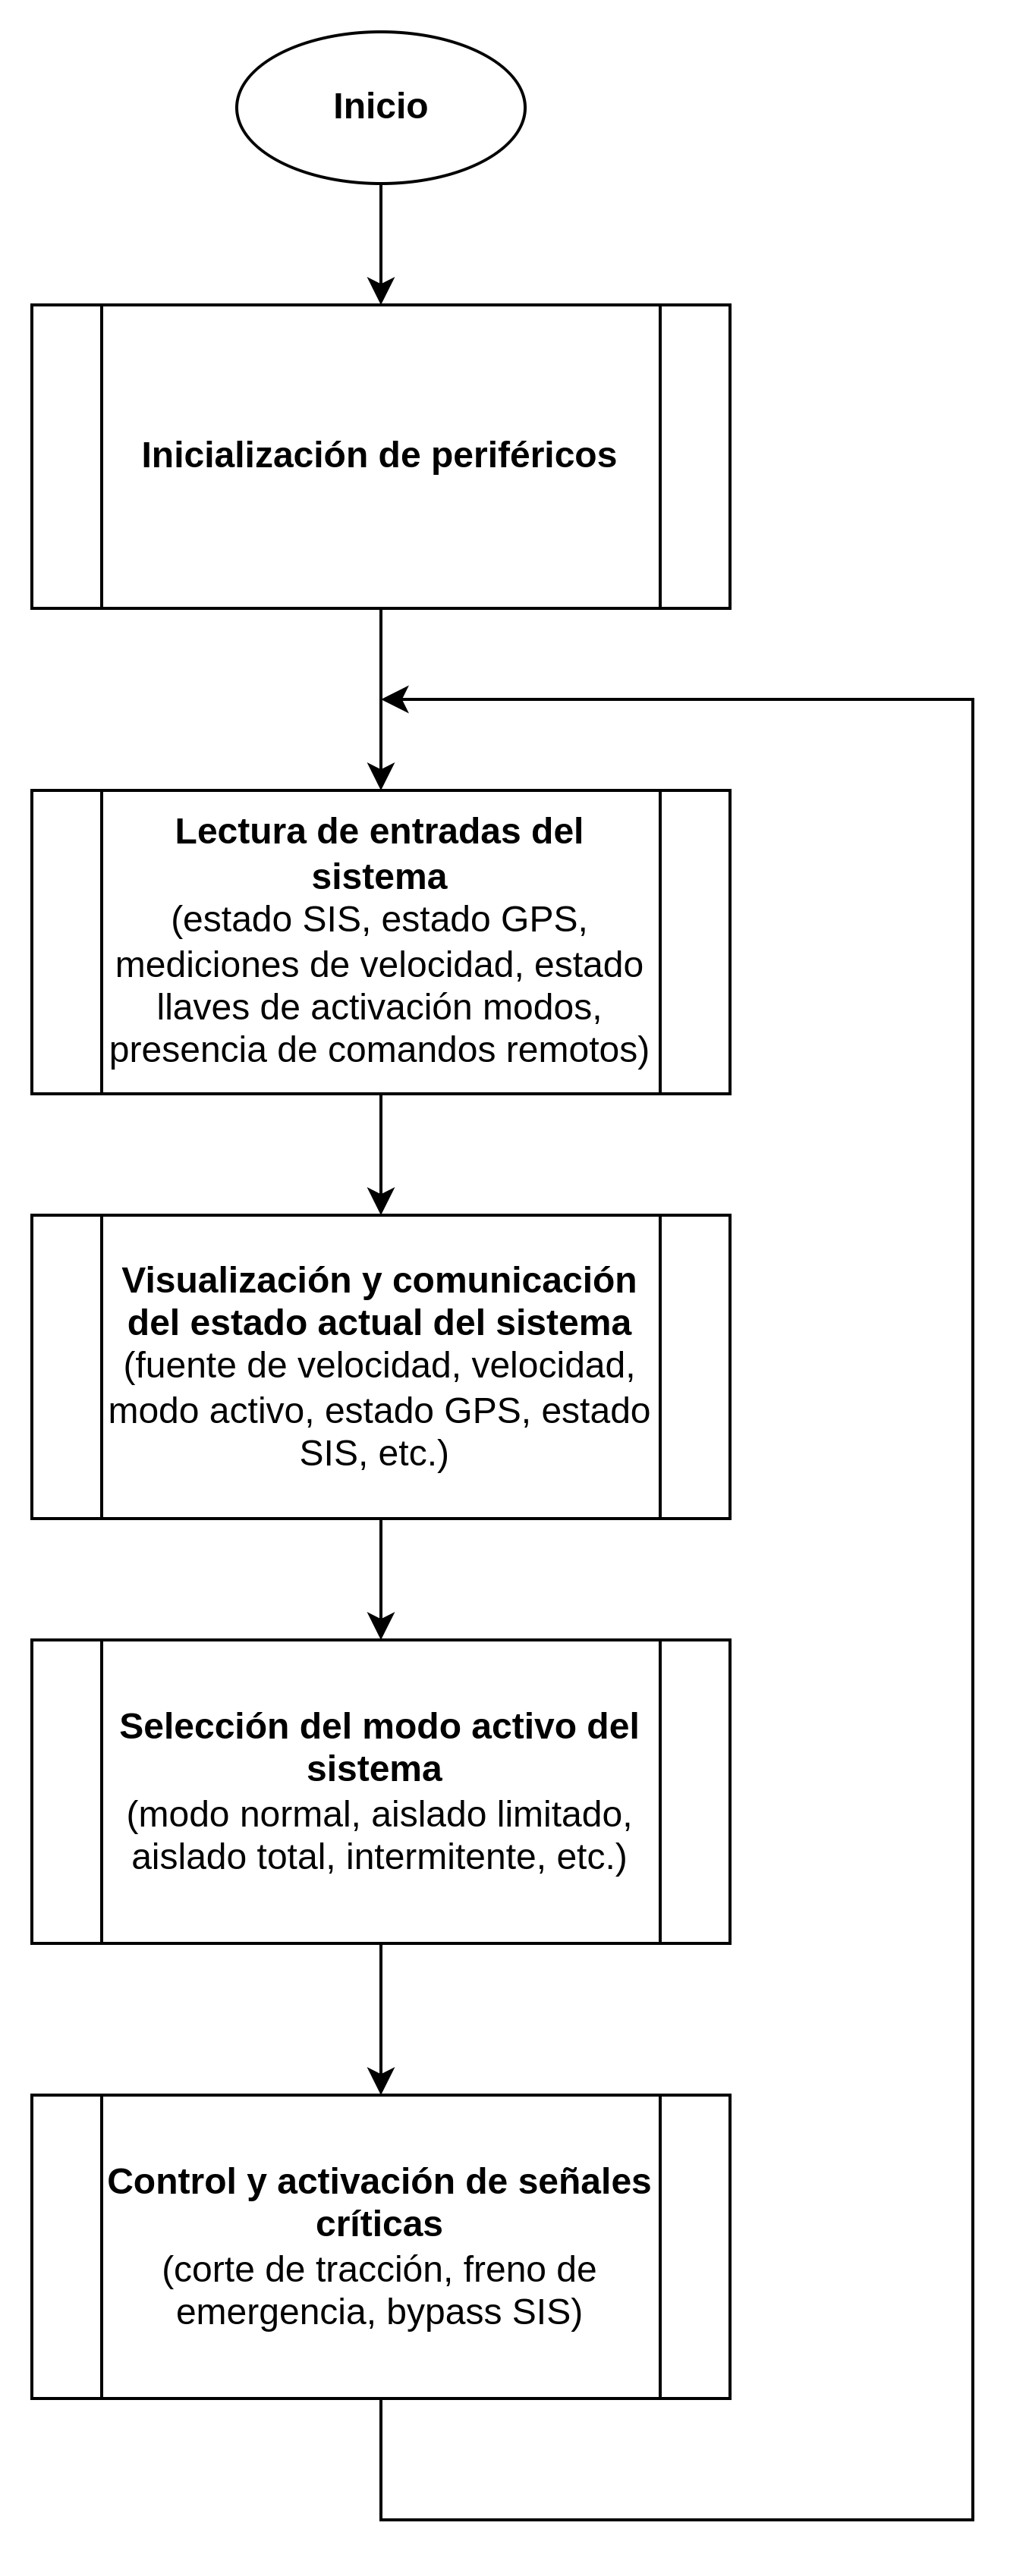 Inicio
Inicialización de periféricos
Lectura de entradas del
sistema
(estado SIS, estado GPS,
mediciones de velocidad, estado
llaves de activación modos,
presencia de comandos remotos)
Visualización y comunicación
del estado actual del sistema
(fuente de velocidad, velocidad,
modo activo, estado GPS, estado
SIS, etc.)
Selección del modo activo del
sistema
(modo normal, aislado limitado,
aislado total, intermitente, etc.)
Control y activación de señales
críticas
(corte de tracción, freno de
emergencia, bypass SIS)